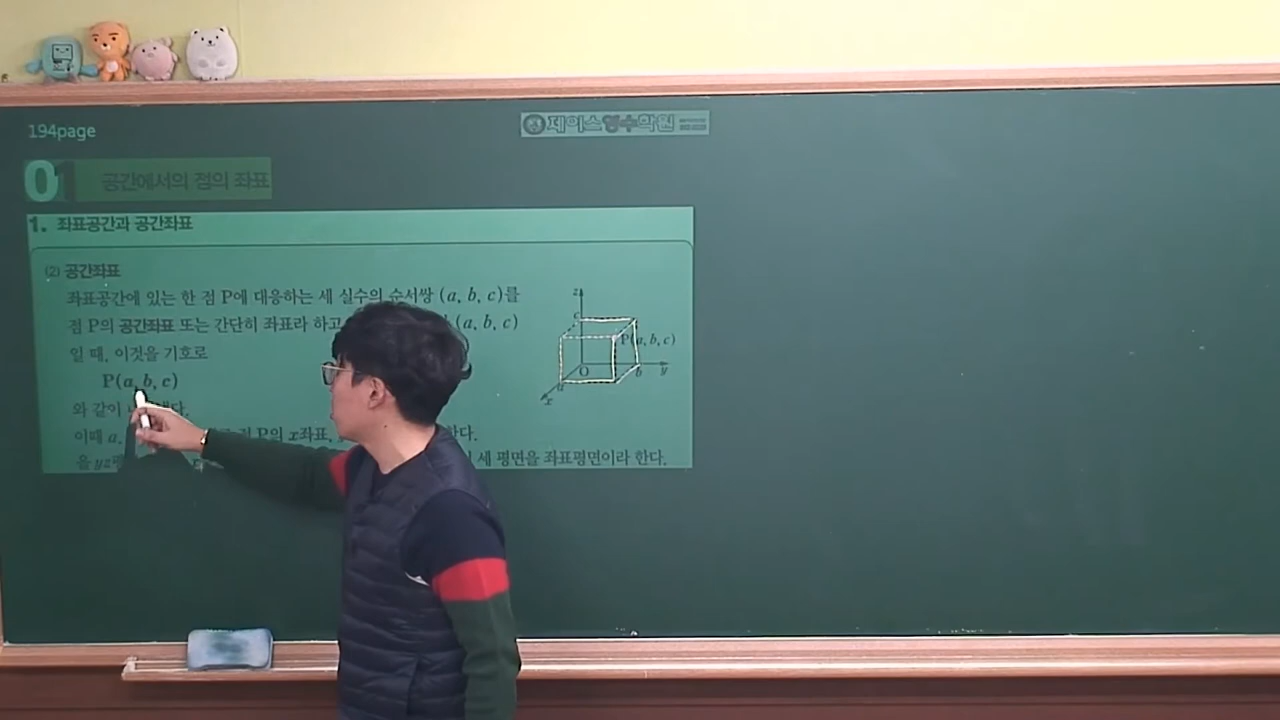 194page
제이스영수학원
01 공간에서의 점의 좌표
1. 좌표공간과 공간좌표
(2) 공간좌표
좌표공간에 있는 한 점 P에 대응하는 세 실수의 순서쌍 (a, b, c)를
점 P의 공간좌표 또는 간단히 좌표라 하고 (a, b, c)
일 때, 이것을 기호로
P(a, b, c)
와 같이
이때 a, 점 P의 x좌표, 한다.
을 yz 세 평면을 좌표평면이라 한다.
z
c
P(a, b, c)
O
b
y
a
x